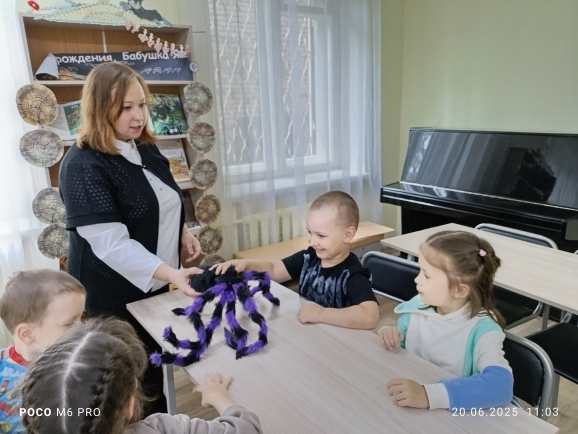 рождения, Бабушка
POCO M6 PRO
20.06.2025 11:03